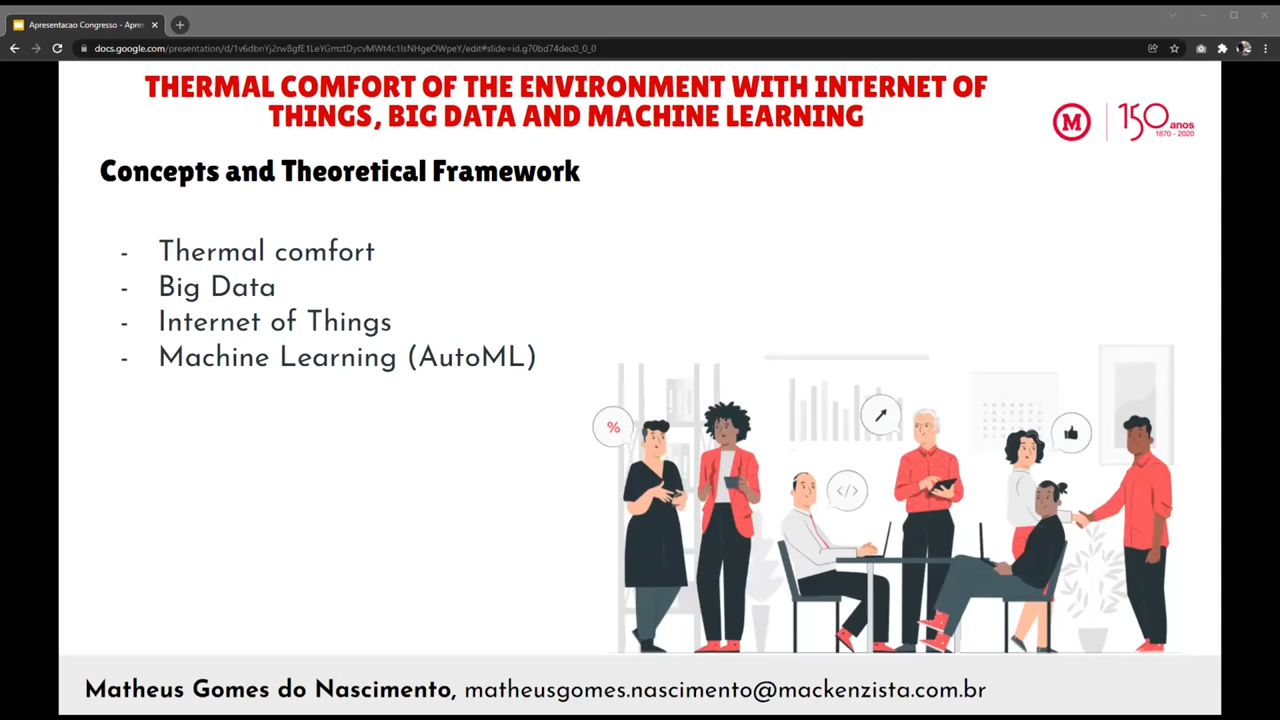 Apresentacao Congresso - Apre
docs.google.com/presentation/d/1v6dbnYj2rwBgfE1LeYGmztDycvMWt4c1IsNHgeOWpeY/edit#slide=id.g70bd74dec0_0_0
THERMAL COMFORT OF THE ENVIRONMENT WITH INTERNET OF
THINGS, BIG DATA AND MACHINE LEARNING
M
150 anos
1870 - 2020
Concepts and Theoretical Framework
- Thermal comfort
- Big Data
- Internet of Things
- Machine Learning (AutoML)
%
</>
Matheus Gomes do Nascimento, matheusgomes.nascimento@mackenzista.com.br